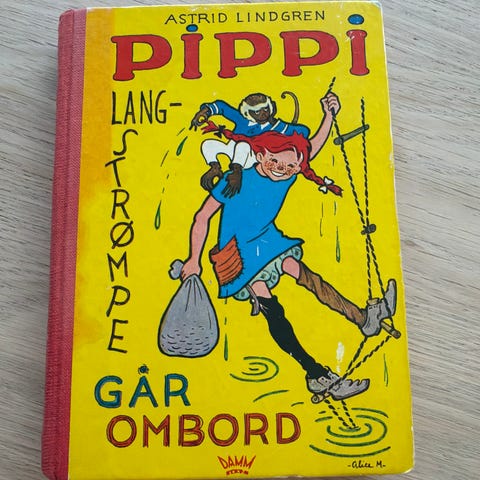 ASTRID LINDGREN
PIPPI
LANG-
STRØMPE
GÅR
OMBORD
DAMM
-Alice M-